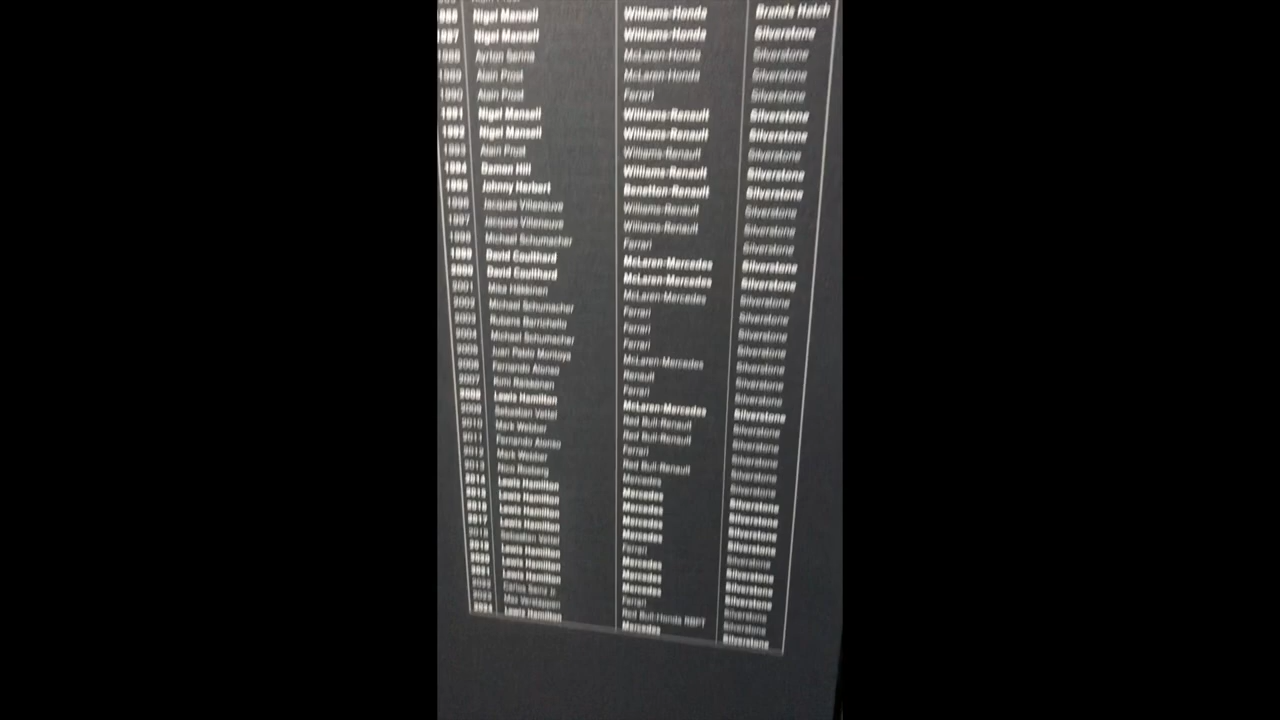 1986 Nigel Mansell Williams-Honda Brands Hatch
1987 Nigel Mansell Williams-Honda Silverstone
1988 Ayrton Senna McLaren-Honda Silverstone
1989 Alain Prost McLaren-Honda Silverstone
1990 Alain Prost Ferrari Silverstone
1991 Nigel Mansell Williams-Renault Silverstone
1992 Nigel Mansell Williams-Renault Silverstone
1993 Alain Prost Williams-Renault Silverstone
1994 Damon Hill Williams-Renault Silverstone
1995 Johnny Herbert Benetton-Renault Silverstone
1996 Jacques Villeneuve Williams-Renault Silverstone
1997 Jacques Villeneuve Williams-Renault Silverstone
1998 Michael Schumacher Ferrari Silverstone
1999 David Coulthard McLaren-Mercedes Silverstone
2000 David Coulthard McLaren-Mercedes Silverstone
2001 Mika Hakkinen McLaren-Mercedes Silverstone
2002 Michael Schumacher Ferrari Silverstone
2003 Rubens Barrichello Ferrari Silverstone
2004 Michael Schumacher Ferrari Silverstone
2005 Juan Pablo Montoya McLaren-Mercedes Silverstone
2006 Fernando Alonso Renault Silverstone
2007 Kimi Raikkonen Ferrari Silverstone
2008 Lewis Hamilton McLaren-Mercedes Silverstone
2009 Sebastian Vettel Red Bull-Renault Silverstone
2010 Mark Webber Red Bull-Renault Silverstone
2011 Fernando Alonso Ferrari Silverstone
2012 Mark Webber Red Bull-Renault Silverstone
2013 Nico Rosberg Mercedes Silverstone
2014 Lewis Hamilton Mercedes Silverstone
2015 Lewis Hamilton Mercedes Silverstone
2016 Lewis Hamilton Mercedes Silverstone
2017 Lewis Hamilton Mercedes Silverstone
2018 Sebastian Vettel Ferrari Silverstone
2019 Lewis Hamilton Mercedes Silverstone
2020 Lewis Hamilton Mercedes Silverstone
2021 Lewis Hamilton Mercedes Silverstone
2022 Carlos Sainz Jr Ferrari Silverstone
2023 Max Verstappen Red Bull-Honda RBPT Silverstone
2024 Lewis Hamilton Mercedes Silverstone